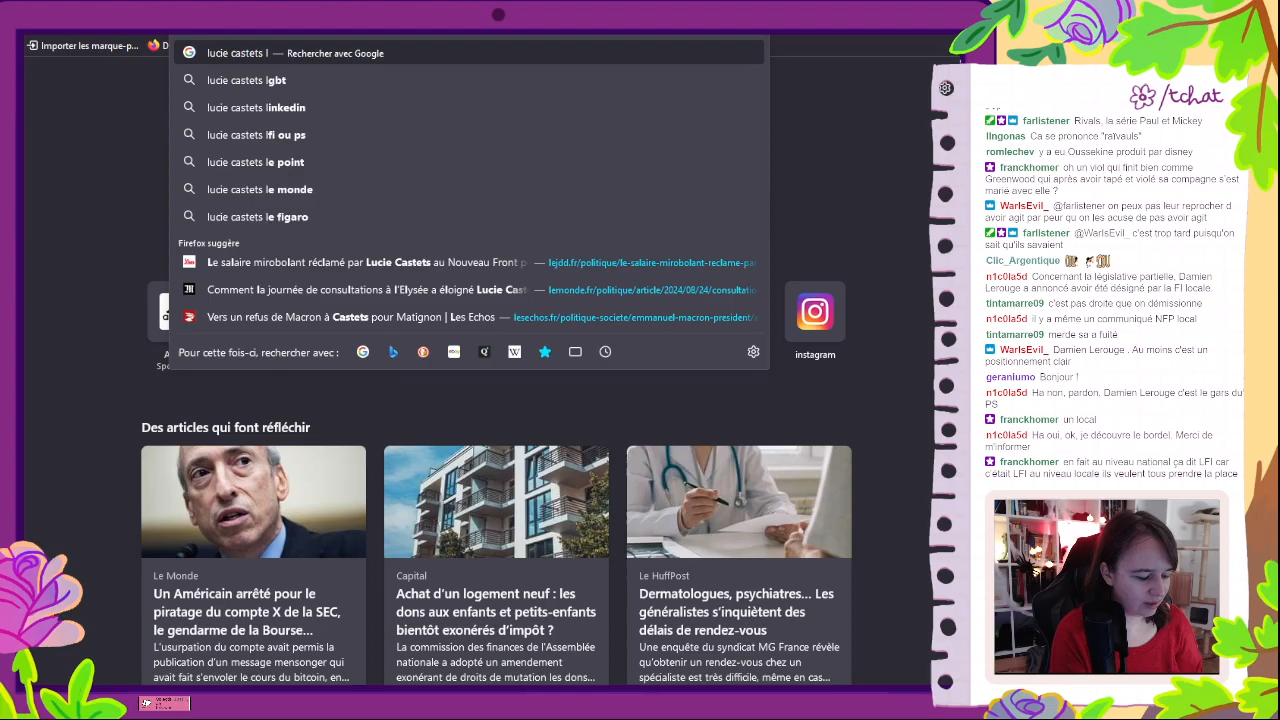 Importer les marque-p...
lucie castets l — Rechercher avec Google
lucie castets lgbt
lucie castets linkedin
lucie castets lfi ou ps
lucie castets le point
lucie castets le monde
lucie castets le figaro
Firefox suggère
Le salaire mirobolant réclamé par Lucie Castets au Nouveau Front p — lejdd.fr/politique/le-salaire-mirobolant-reclame-pa
Comment la journée de consultations à l'Elysée a éloigné Lucie Cast — lemonde.fr/politique/article/2024/08/24/consultatio
Vers un refus de Macron à Castets pour Matignon | Les Echos — lesechos.fr/politique-societe/emmanuel-macron-president/
Pour cette fois-ci, rechercher avec :
instagram
Des articles qui font réfléchir
Le Monde
Un Américain arrêté pour le
piratage du compte X de la SEC,
le gendarme de la Bourse...
L'usurpation du compte avait permis la
publication d'un message mensonger qui
avait fait s'envoler le cours du bitcoin avant
Capital
Achat d'un logement neuf : les
dons aux enfants et petits-enfants
bientôt exonérés d'impôt ?
La commission des finances de l'Assemblée
nationale a adopté un amendement
exonérant de droits de mutation les dons...
Le HuffPost
Dermatologues, psychiatres... Les
généralistes s'inquiètent des
délais de rendez-vous
Une enquête du syndicat MG France révèle
qu'obtenir un rendez-vous chez un
spécialiste est très difficile, même en cas...
/tchat
farlistener Rivals, la série Paul et Mickey
lingonas Ca se prononce "raïvauls"
romlechev y a eu Oussekine produit par disney
franckhomer oh un viol qui finit bien comme
Greenwood qui après avoir tapé et violé sa compagne s'est
marié avec elle ?
WarIsEvil_ @farlistener on peux pas leur reprocher d
avoir agit par peur qu on les acuse de pas avoir agit
farlistener @WarIsEvil_ c'est trop tard puisqu'on
sait qu'ils savaient
Clic_Argentique
n1c0la5d Concernant la législative partielle, Damien
Lerouge a annoncé avoir été désigné par la FI locale.
tintamarre09 c'est pas droite que on démissionne
n1c0la5d il y a même un communiqué NFP local
tintamarre09 merde sa a fuité
WarIsEvil_ Damien Lerouge . Au moins c'est un
positionnement clair
geraniumo Bonjour !
n1c0la5d Ha non, pardon, Damien Lerouge c'est le gars du
PS
franckhomer un local
n1c0la5d Ha oui, ok, je découvre le bordel. Merci de
m'informer
franckhomer en fait au niveau national ça dit LFI car
c'était LFI au niveau locale ils veulent tous prendre la place